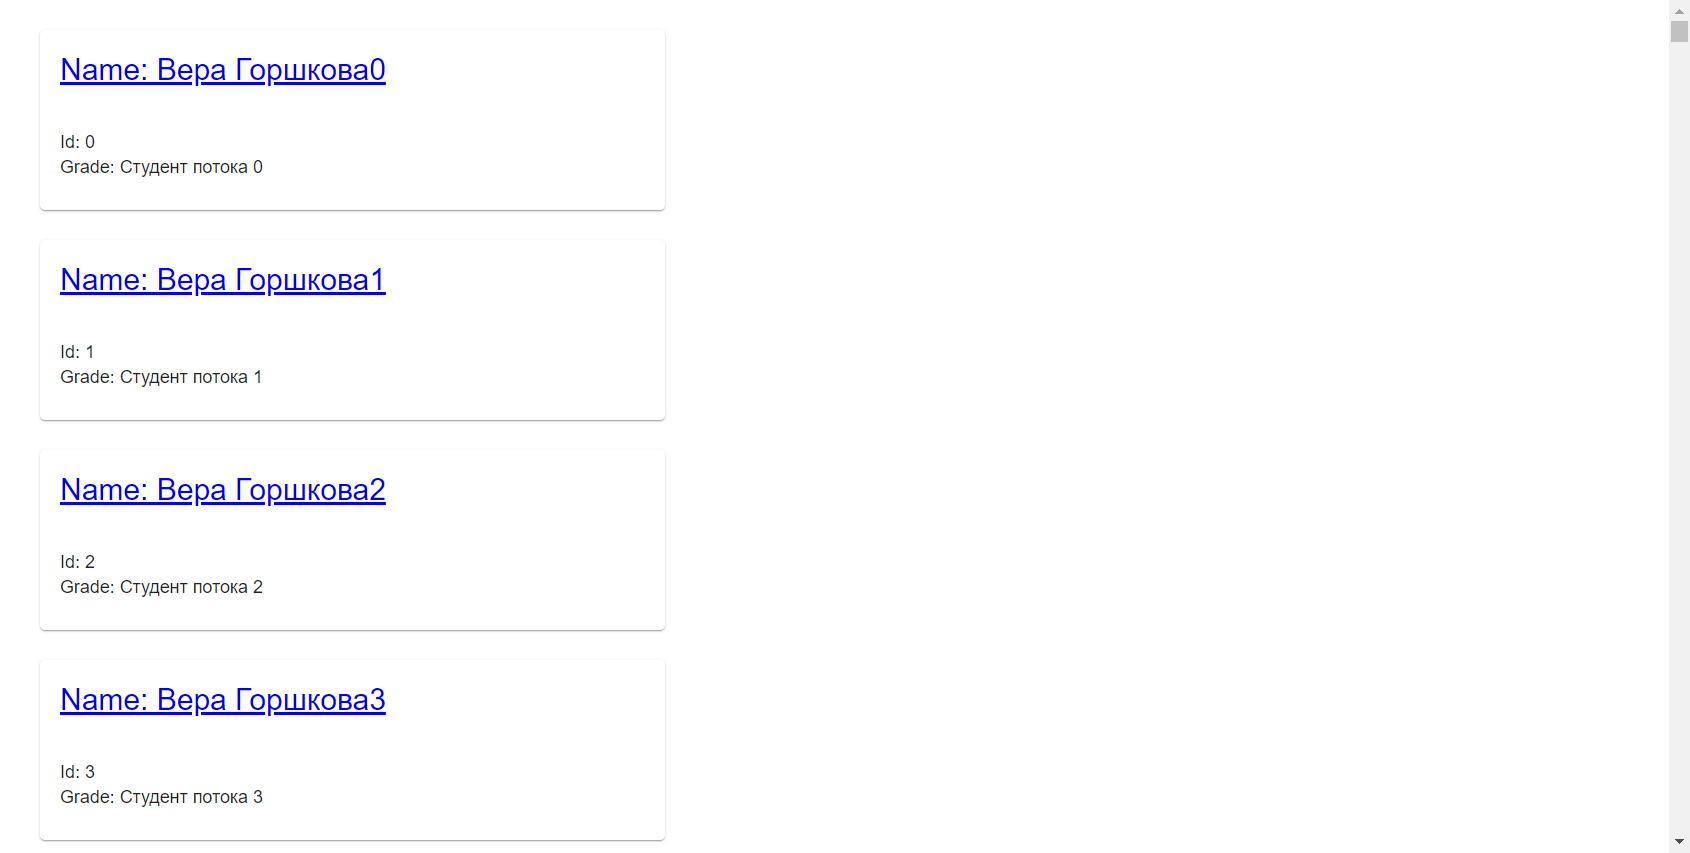 Name: Вера Горшкова0
Id: 0
Grade: Студент потока 0
Name: Вера Горшкова1
Id: 1
Grade: Студент потока 1
Name: Вера Горшкова2
Id: 2
Grade: Студент потока 2
Name: Вера Горшкова3
Id: 3
Grade: Студент потока 3